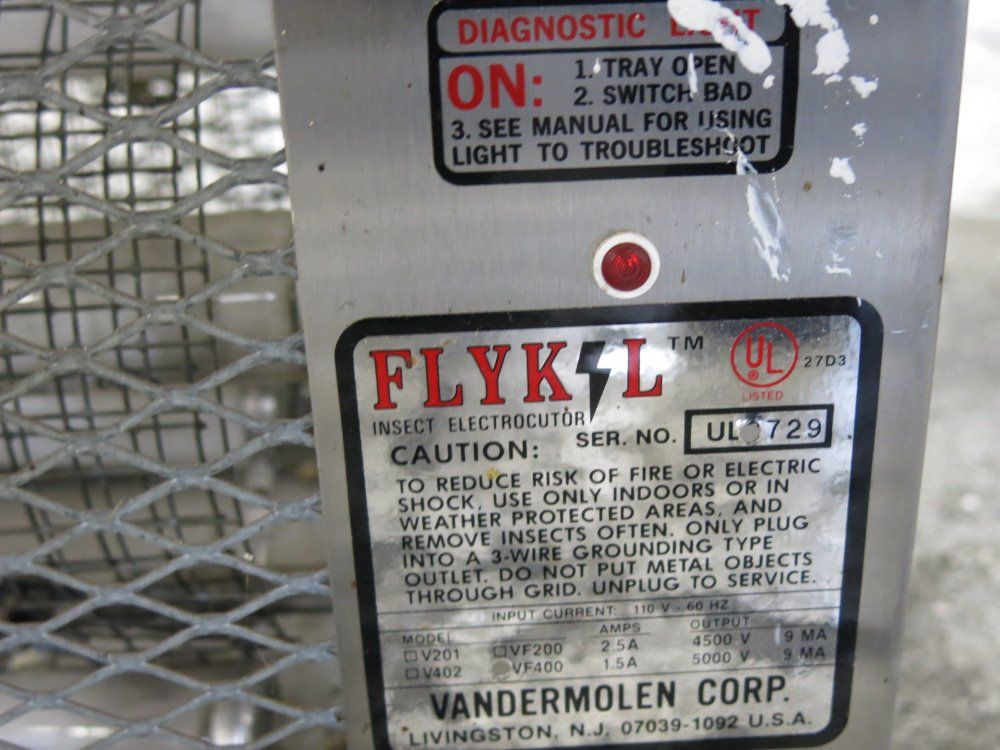 DIAGNOSTIC LIGHT
ON: 1. TRAY OPEN
2. SWITCH BAD
3. SEE MANUAL FOR USING
LIGHT TO TROUBLESHOOT
FLYKIL TM
UL 27D3
® LISTED
INSECT ELECTROCUTOR
SER. NO. UL 729
CAUTION:
TO REDUCE RISK OF FIRE OR ELECTRIC
SHOCK, USE ONLY INDOORS OR IN
WEATHER PROTECTED AREAS, AND
REMOVE INSECTS OFTEN. ONLY PLUG
INTO A 3-WIRE GROUNDING TYPE
OUTLET. DO NOT PUT METAL OBJECTS
THROUGH GRID. UNPLUG TO SERVICE.
INPUT CURRENT: 110 V - 60 HZ
MODEL AMPS OUTPUT
V201 VF200 2.5A 4500 V 9 MA
V402 VF400 1.5A 5000 V 9 MA
VANDERMOLEN CORP.
LIVINGSTON, N.J. 07039-1092 U.S.A.